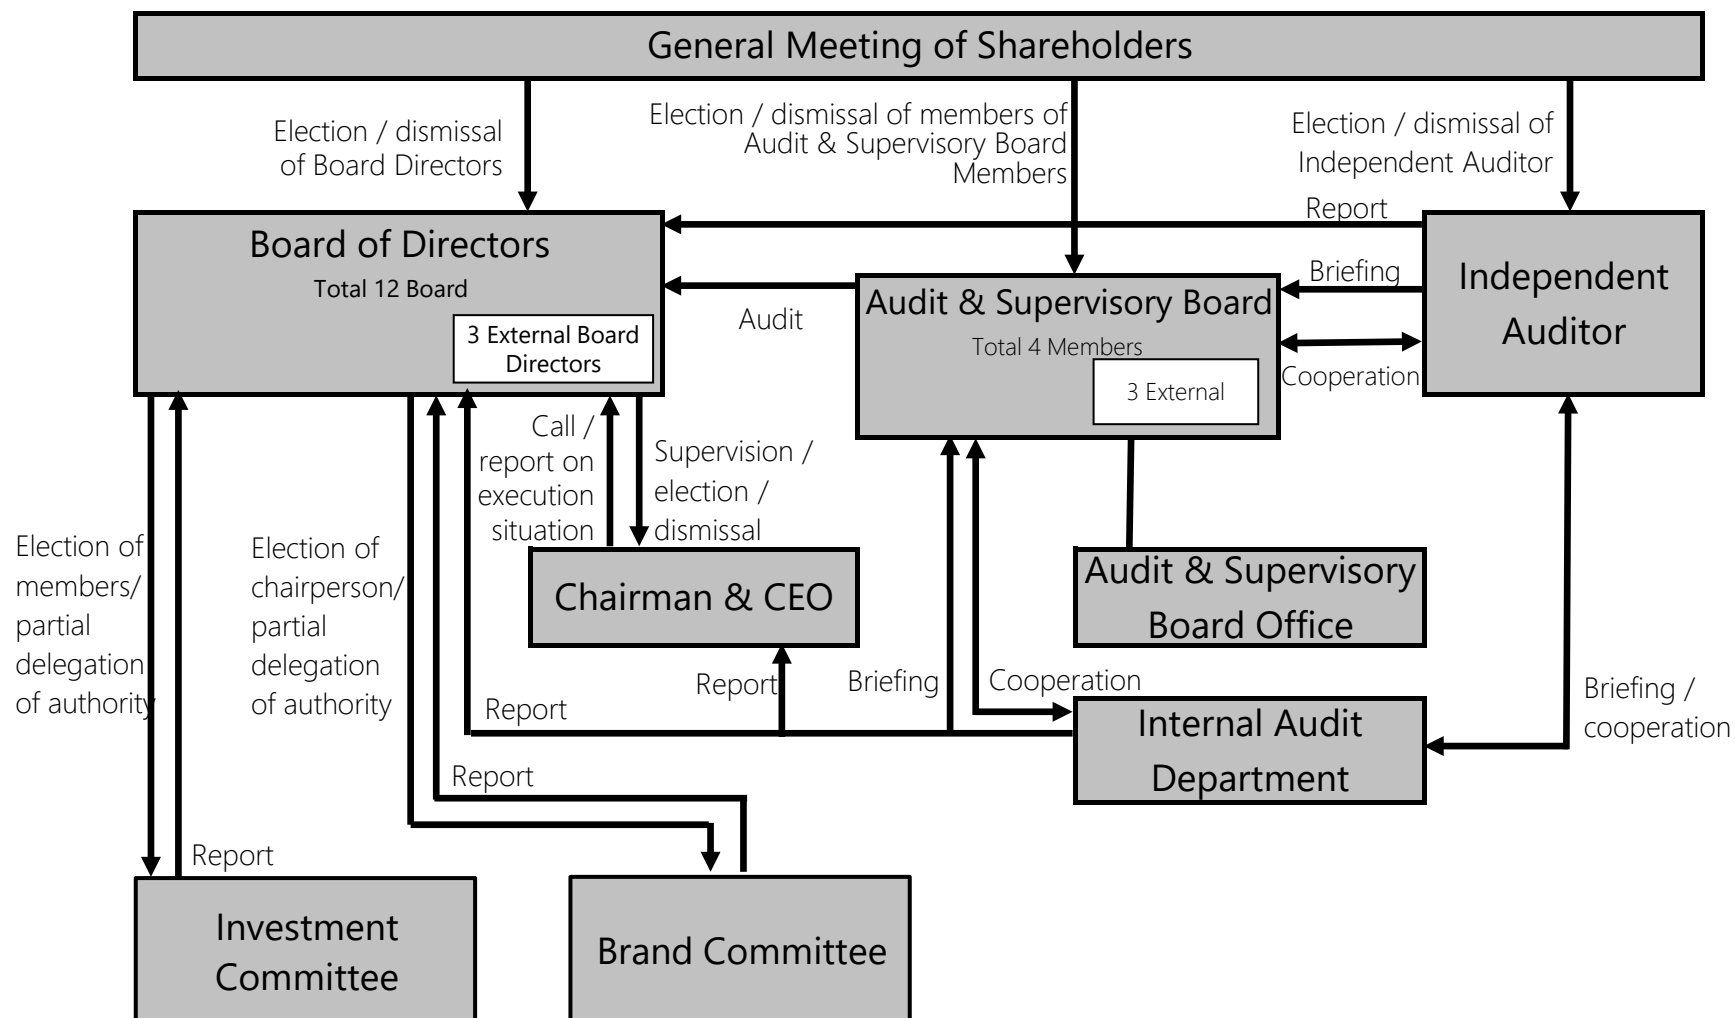 General Meeting of Shareholders
Election / dismissal
of Board Directors
Election / dismissal of members of
Audit & Supervisory Board
Members
Election / dismissal of
Independent Auditor
Report
Board of Directors
Total 12 Board
3 External Board
Directors
Audit
Audit & Supervisory Board
Total 4 Members
3 External
Briefing
Cooperation
Independent
Auditor
Call /
report on
execution
situation
Supervision /
election /
dismissal
Election of
members/
partial
delegation
of authority
Election of
chairperson/
partial
delegation
of authority
Chairman & CEO
Audit & Supervisory
Board Office
Report
Report
Briefing
Cooperation
Internal Audit
Department
Briefing /
cooperation
Report
Report
Investment
Committee
Brand Committee